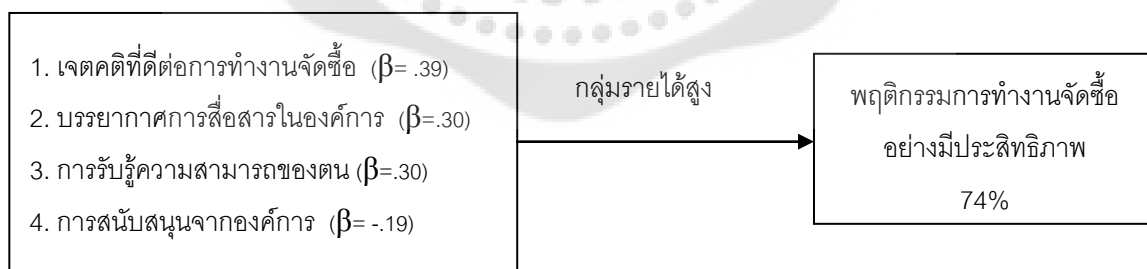 1. เจตคติที่ดีต่อการทำงานจัดซื้อ (β= .39)
2. บรรยากาศการสื่อสารในองค์การ (β=.30)
3. การรับรู้ความสามารถของตน (β=.30)
4. การสนับสนุนจากองค์การ (β= -.19)
กลุ่มรายได้สูง
พฤติกรรมการทำงานจัดซื้อ
อย่างมีประสิทธิภาพ
74%